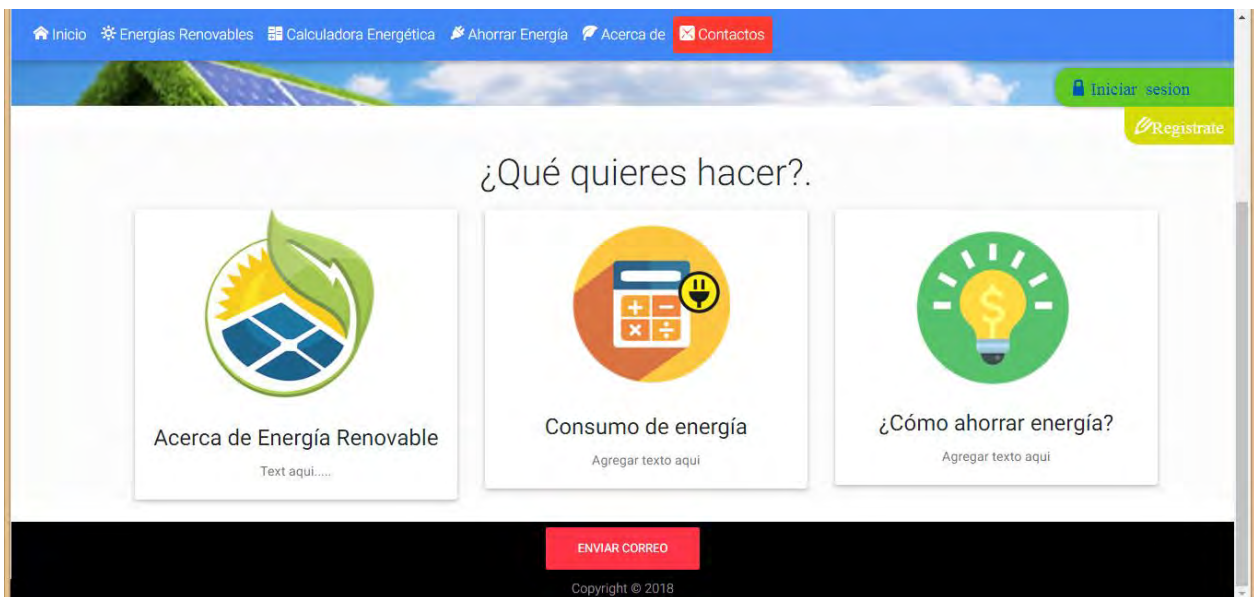 Inicio Energías Renovables Calculadora Energética Ahorrar Energía Acerca de Contactos
Iniciar sesion
Registrate
¿Qué quieres hacer?.
Acerca de Energía Renovable
Text aqui.....
Consumo de energía
Agregar texto aqui
¿Cómo ahorrar energía?
Agregar texto aqui
ENVIAR CORREO
Copyright © 2018